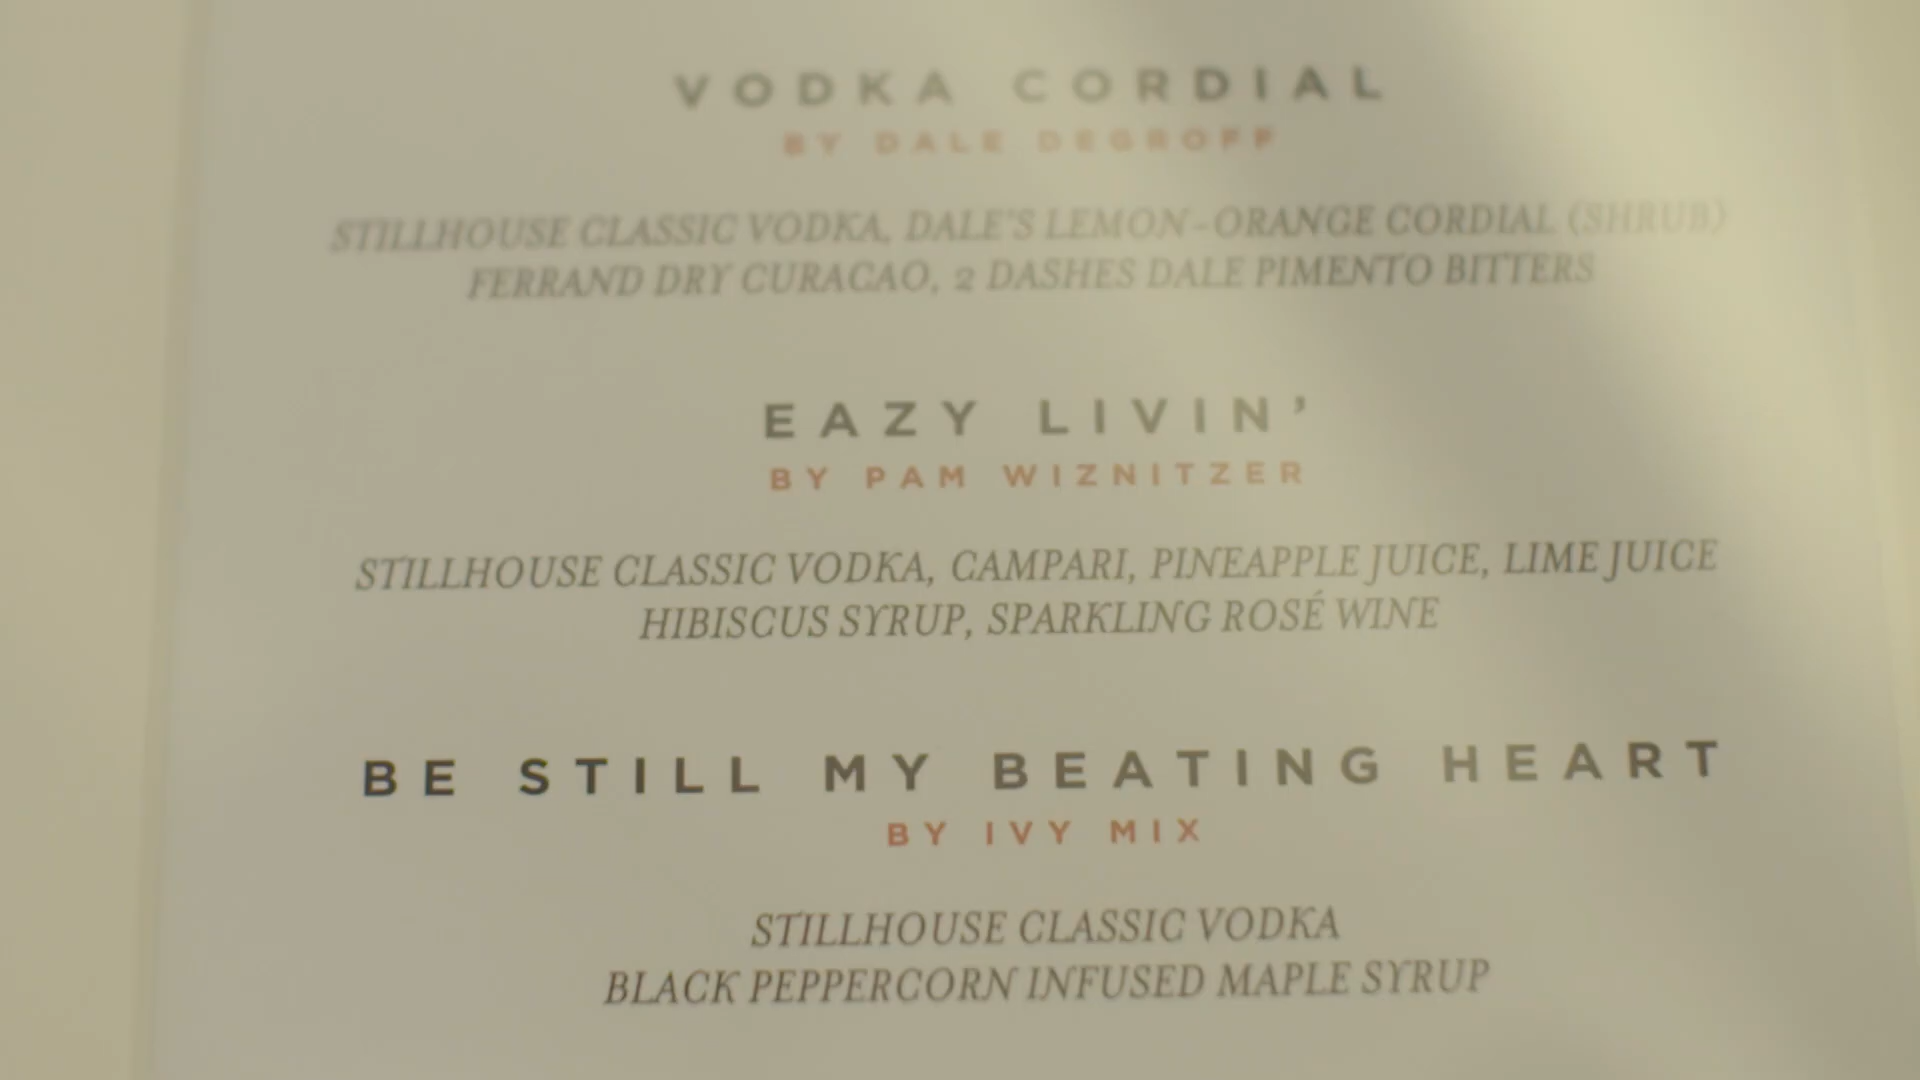 VODKA CORDIAL
BY DALE DEGROFF
STILLHOUSE CLASSIC VODKA, DALE'S LEMON-ORANGE CORDIAL (SHRUB)
FERRAND DRY CURACAO, 2 DASHES DALE PIMENTO BITTERS
EAZY LIVIN'
BY PAM WIZNITZER
STILLHOUSE CLASSIC VODKA, CAMPARI, PINEAPPLE JUICE, LIME JUICE
HIBISCUS SYRUP, SPARKLING ROSÉ WINE
BE STILL MY BEATING HEART
BY IVY MIX
STILLHOUSE CLASSIC VODKA
BLACK PEPPERCORN INFUSED MAPLE SYRUP